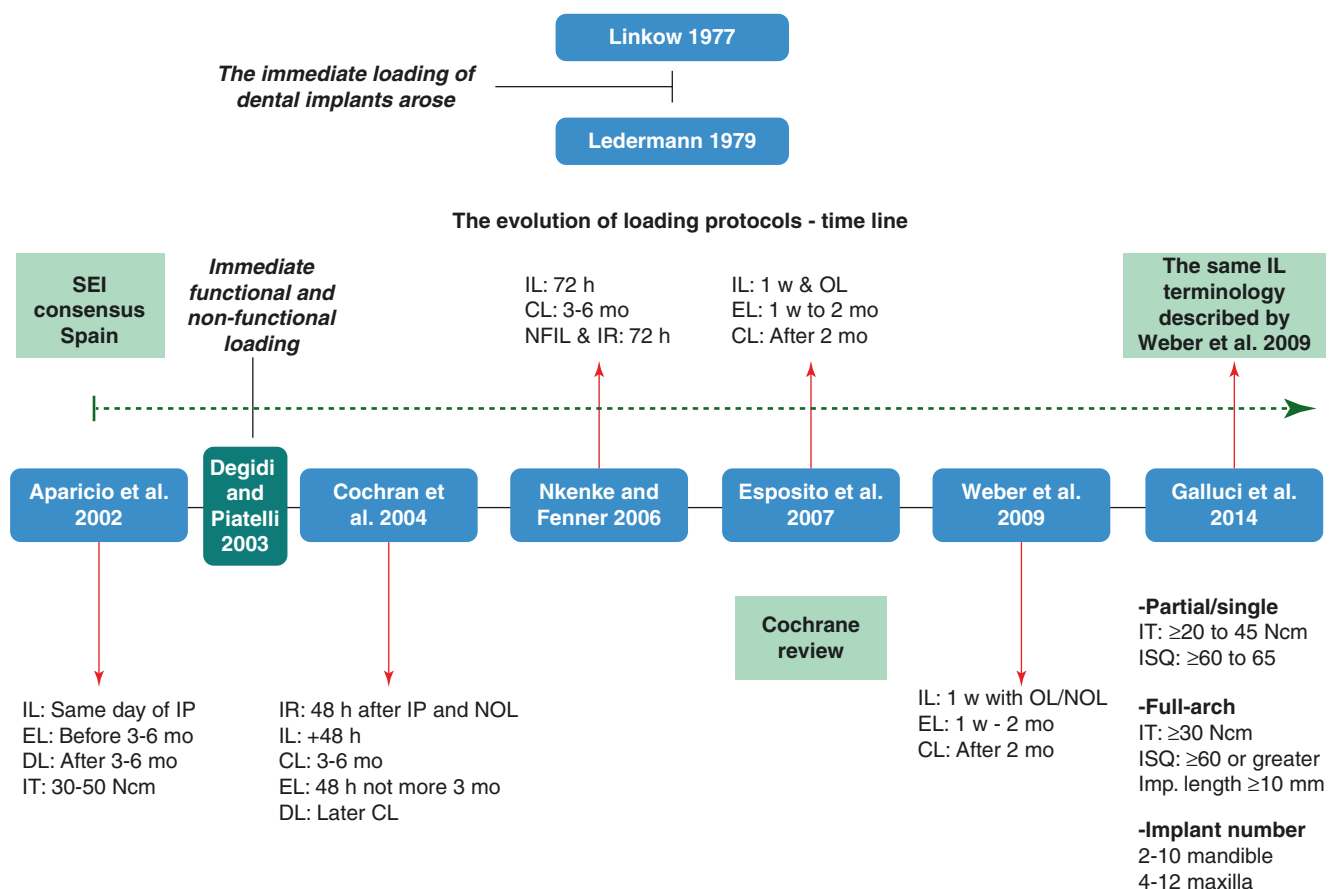 Linkow 1977
The immediate loading of
dental implants arose
Ledermann 1979
The evolution of loading protocols - time line
SEI
consensus
Spain
Immediate
functional and
non-functional
loading
IL: 72 h
CL: 3-6 mo
NFIL & IR: 72 h
IL: 1 w & OL
EL: 1 w to 2 mo
CL: After 2 mo
The same IL
terminology
described by
Weber et al. 2009
Aparicio et al.
2002
Degidi
and
Piatelli
2003
Cochran et
al. 2004
Nkenke and
Fenner 2006
Esposito et al.
2007
Weber et al.
2009
Galluci et al.
2014
IL: Same day of IP
EL: Before 3-6 mo
DL: After 3-6 mo
IT: 30-50 Ncm
IR: 48 h after IP and NOL
IL: +48 h
CL: 3-6 mo
EL: 48 h not more 3 mo
DL: Later CL
Cochrane
review
IL: 1 w with OL/NOL
EL: 1 w - 2 mo
CL: After 2 mo
-Partial/single
IT: ≥20 to 45 Ncm
ISQ: ≥60 to 65
-Full-arch
IT: ≥30 Ncm
ISQ: ≥60 or greater
Imp. length ≥10 mm
-Implant number
2-10 mandible
4-12 maxilla